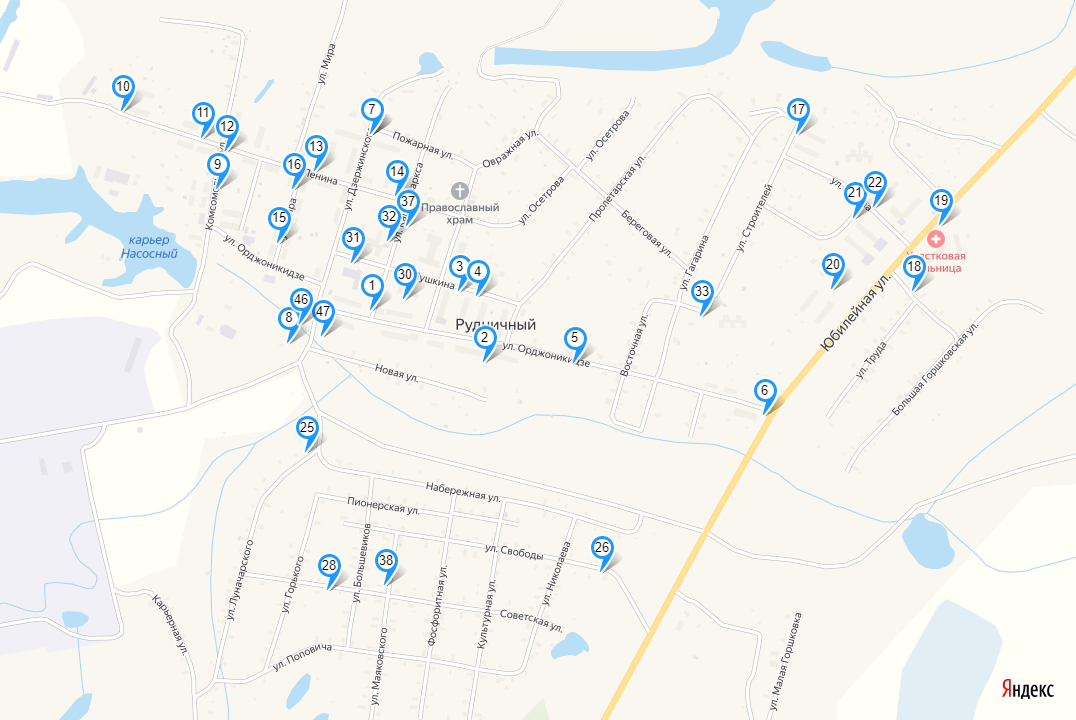 ул. Мира
10
11
12
7
17
13
Пожарная ул.
Овражная ул.
ул. Осетрова
9
16
Ленина
14
ул. Дзержинского
Православный
храм
ул. Осетрова
Пролетарская ул.
Береговая ул.
ул. Строителей
21
22
19
15
32
37
карьер
Насосный
ул. Орджоникидзе
31
3
4
30
1
46
8
47
Рудничный
2
ул. Орджоникидзе
5
ул. Гагарина
33
20
18
Юбилейная ул.
Восточная ул.
Новая ул.
6
ул. Труда
Большая Горшковская ул.
25
Набережная ул.
Пионерская ул.
ул. Свободы
26
28
38
ул. Луначарского
ул. Горького
ул. Большевиков
Фосфоритная ул.
Культурная ул.
ул. Николаева
Советская ул.
Карьерная ул.
ул. Поповича
ул. Маяковского
ул. Малая Горшковка
Яндекс